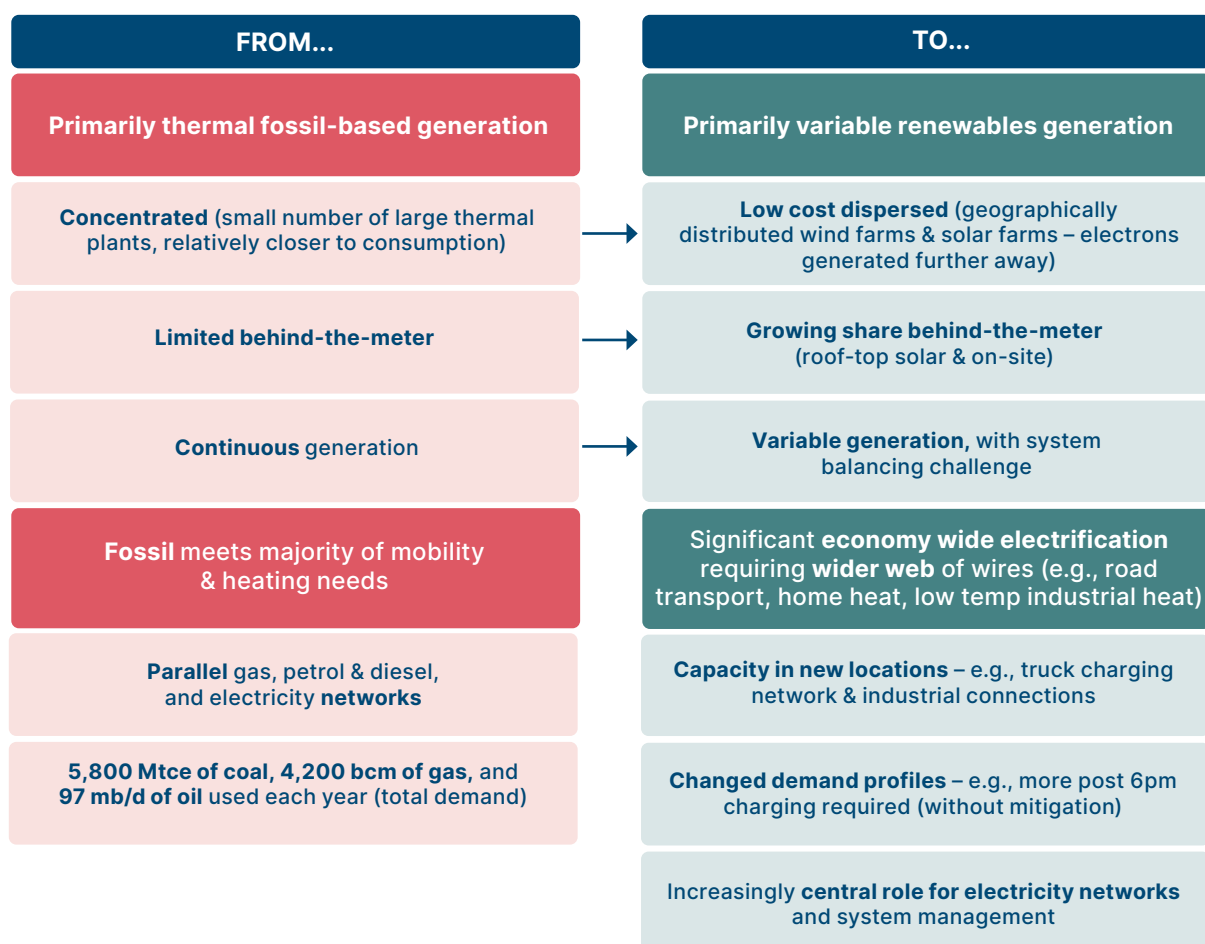 FROM...
Primarily thermal fossil-based generation
Concentrated (small number of large thermal
plants, relatively closer to consumption)
Limited behind-the-meter
Continuous generation
Fossil meets majority of mobility
& heating needs
Parallel gas, petrol & diesel,
and electricity networks
5,800 Mtce of coal, 4,200 bcm of gas, and
97 mb/d of oil used each year (total demand)
TO...
Primarily variable renewables generation
Low cost dispersed (geographically
distributed wind farms & solar farms – electrons
generated further away)
Growing share behind-the-meter
(roof-top solar & on-site)
Variable generation, with system
balancing challenge
Significant economy wide electrification
requiring wider web of wires (e.g., road
transport, home heat, low temp industrial heat)
Capacity in new locations – e.g., truck charging
network & industrial connections
Changed demand profiles – e.g., more post 6pm
charging required (without mitigation)
Increasingly central role for electricity networks
and system management